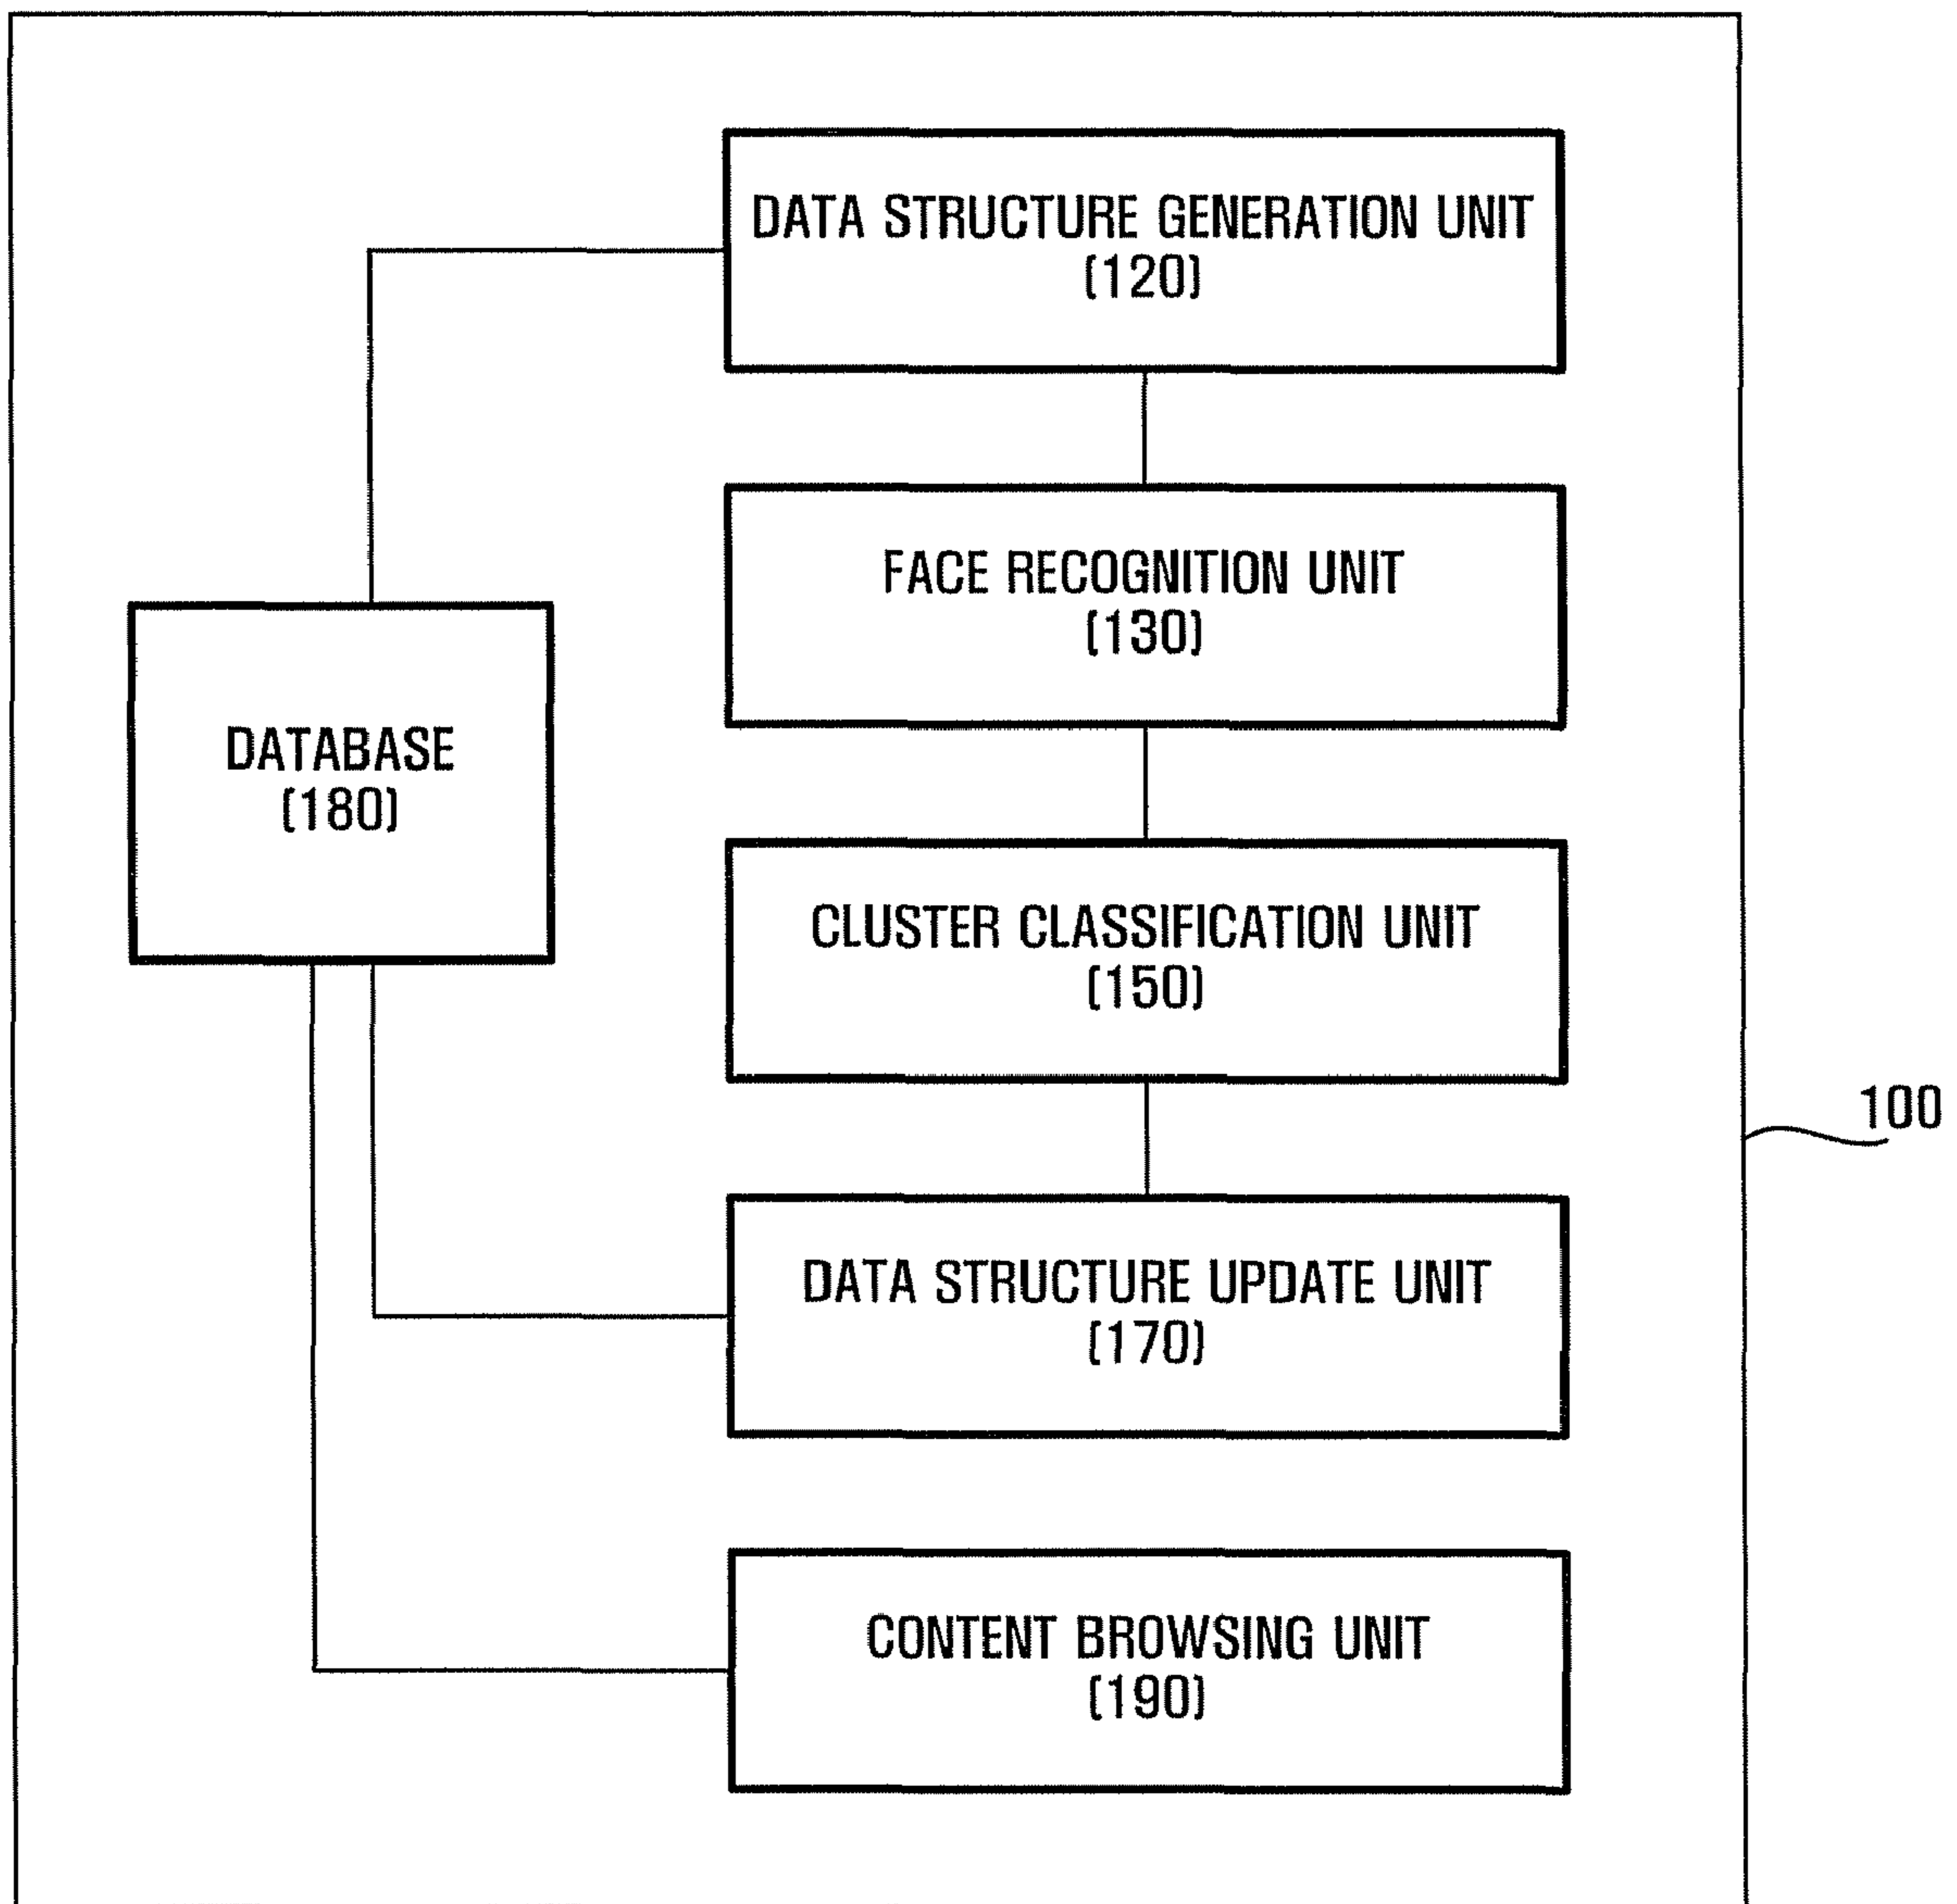 DATA STRUCTURE GENERATION UNIT
(120)
FACE RECOGNITION UNIT
(130)
DATABASE
(180)
CLUSTER CLASSIFICATION UNIT
(150)
100
DATA STRUCTURE UPDATE UNIT
(170)
CONTENT BROWSING UNIT
(190)